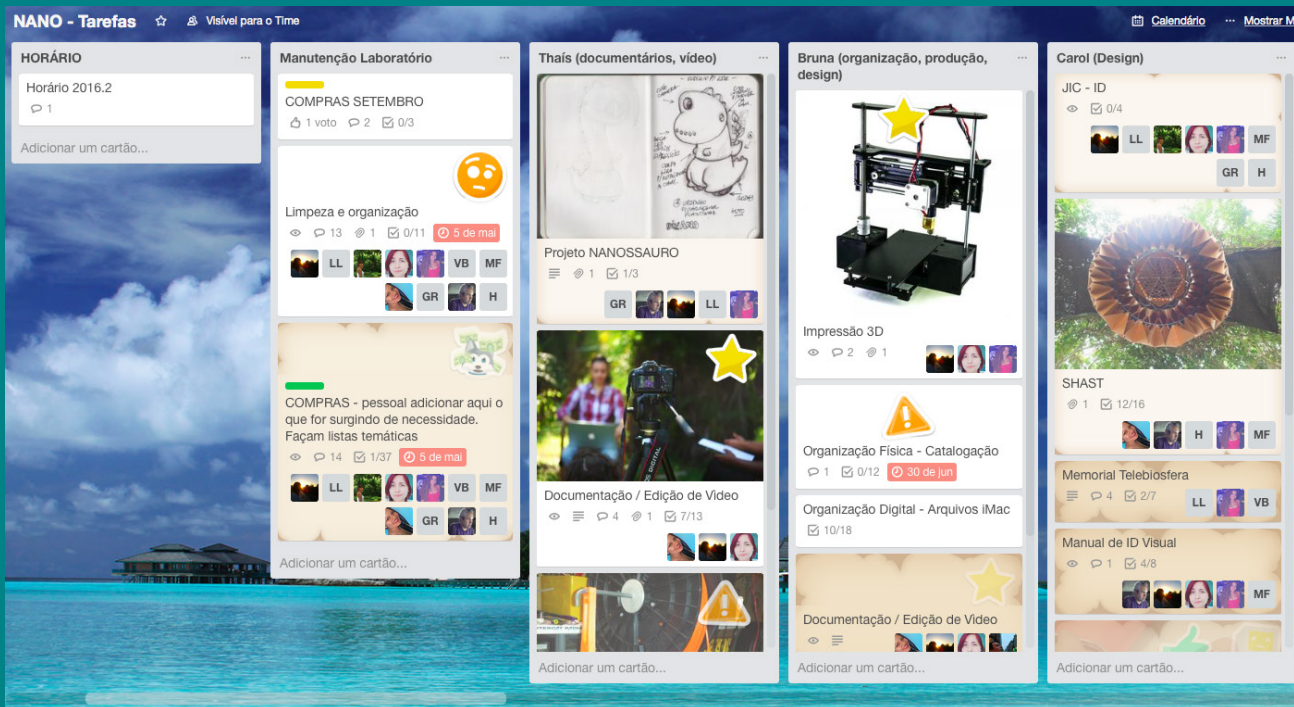 NANO - Tarefas
Visível para o Time
Calendário
Mostrar M
HORÁRIO
Horário 2016.2
1
Adicionar um cartão...
Manutenção Laboratório
COMPRAS SETEMBRO
1 voto 2 0/3
Limpeza e organização
13 1 0/11 5 de mai
LL VB MF
GR H
COMPRAS - pessoal adicionar aqui o
que for surgindo de necessidade.
Façam listas temáticas
14 1/37 5 de mai
LL VB MF
GR H
Adicionar um cartão...
Thaís (documentários, vídeo)
Projeto NANOSSAURO
1 1/3
GR LL
Documentação / Edição de Video
4 1 7/13
Adicionar um cartão...
Bruna (organização, produção,
design)
Impressão 3D
2 1
Organização Física - Catalogação
1 0/12 30 de jun
Organização Digital - Arquivos iMac
10/18
Documentação / Edição de Video
Adicionar um cartão...
Carol (Design)
JIC - ID
0/4
LL MF
GR H
SHAST
1 12/16
H MF
Memorial Telebiosfera
4 2/7
LL VB
Manual de ID Visual
1 4/8
MF
Adicionar um cartão...